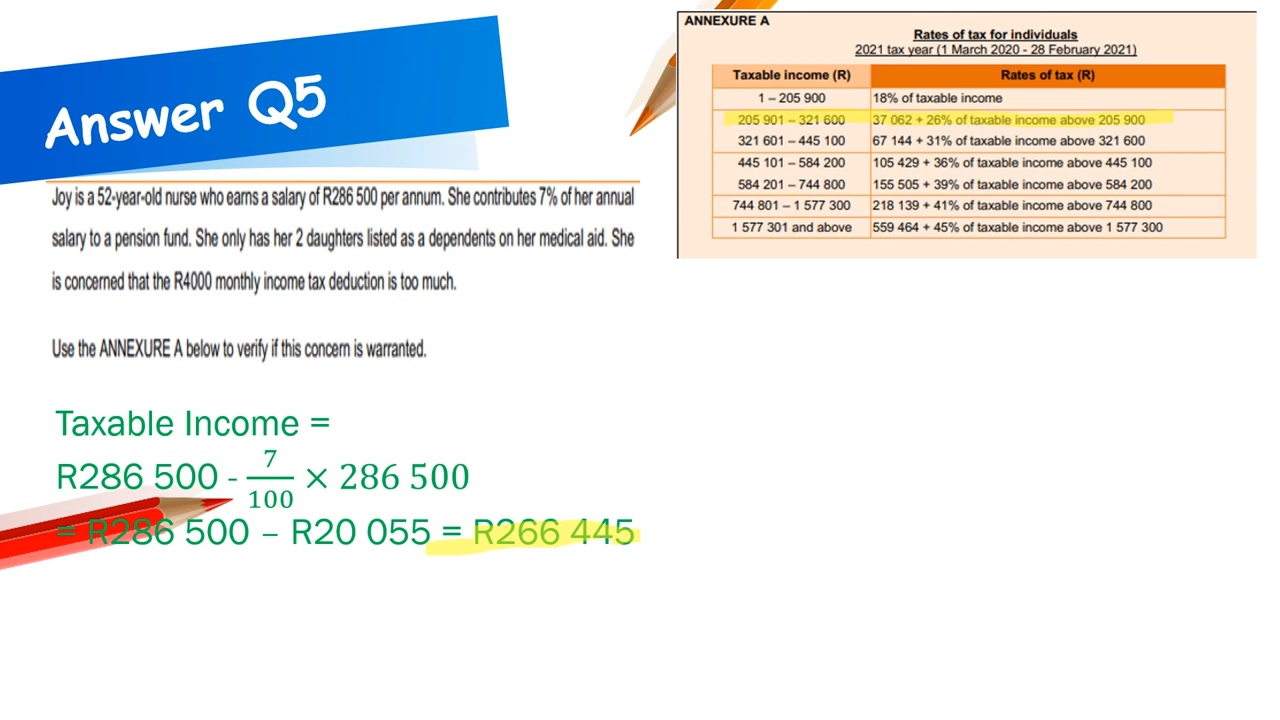 Answer Q5
Joy is a 52-year-old nurse who earns a salary of R286 500 per annum. She contributes 7% of her annual
salary to a pension fund. She only has her 2 daughters listed as a dependents on her medical aid. She
is concerned that the R4000 monthly income tax deduction is too much.
Use the ANNEXURE A below to verify if this concern is warranted.
Taxable Income =
R286 500 - 7/100 × 286 500
= R286 500 – R20 055 = R266 445
ANNEXURE A
Rates of tax for individuals
2021 tax year (1 March 2020 - 28 February 2021)
Taxable income (R) Rates of tax (R)
1 – 205 900 18% of taxable income
205 901 – 321 600 37 062 + 26% of taxable income above 205 900
321 601 – 445 100 67 144 + 31% of taxable income above 321 600
445 101 – 584 200 105 429 + 36% of taxable income above 445 100
584 201 – 744 800 155 505 + 39% of taxable income above 584 200
744 801 – 1 577 300 218 139 + 41% of taxable income above 744 800
1 577 301 and above 559 464 + 45% of taxable income above 1 577 300